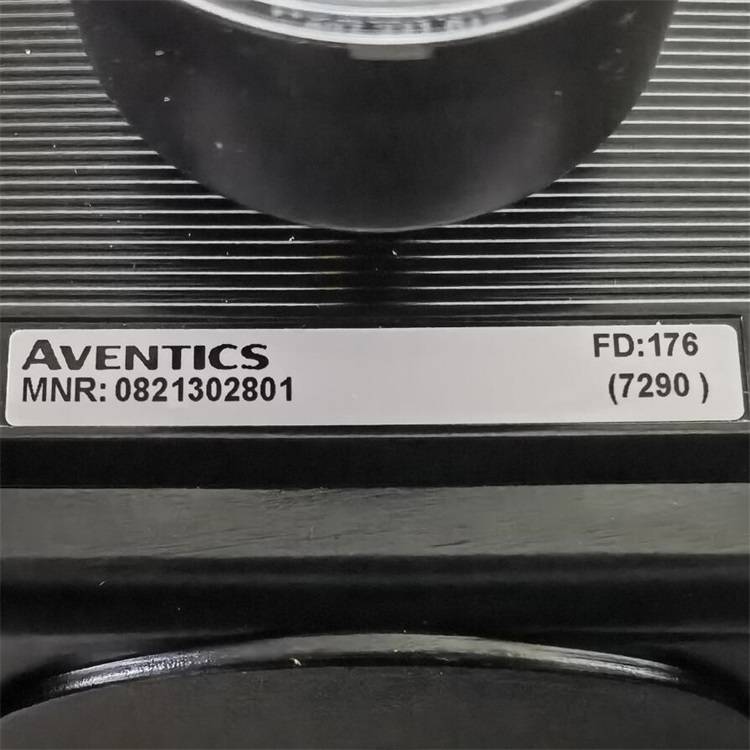 AVENTICS
FD:176
MNR: 0821302801
(7290 )